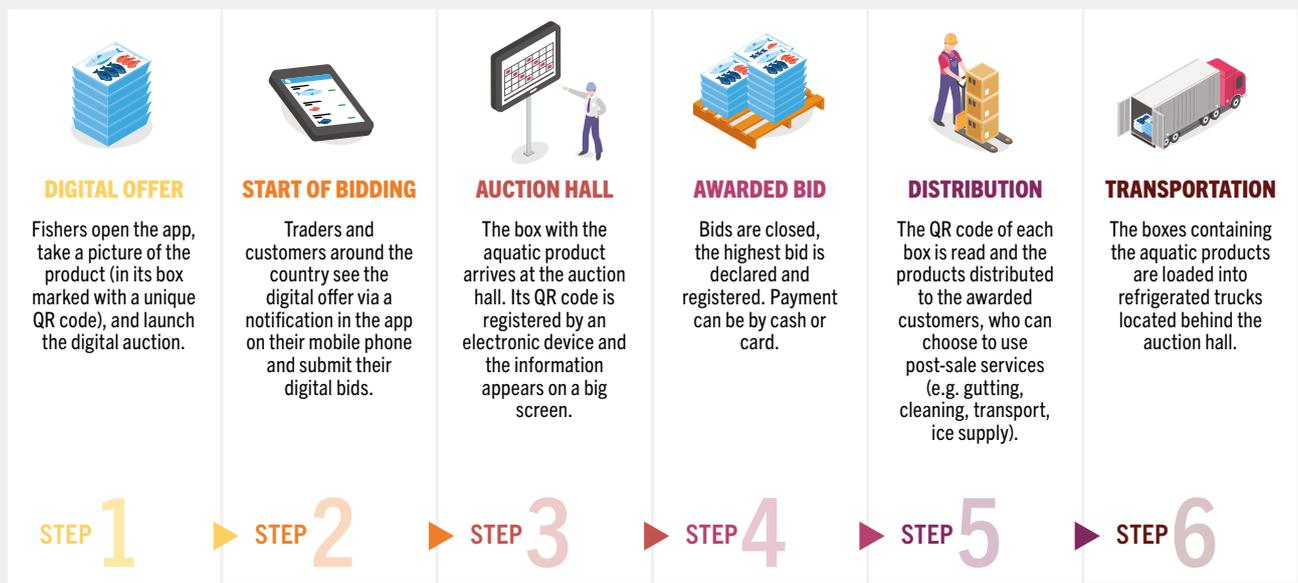 DIGITAL OFFER
Fishers open the app,
take a picture of the
product (in its box
marked with a unique
QR code), and launch
the digital auction.
STEP 1
START OF BIDDING
Traders and
customers around the
country see the
digital offer via a
notification in the app
on their mobile phone
and submit their
digital bids.
STEP 2
AUCTION HALL
The box with the
aquatic product
arrives at the auction
hall. Its QR code is
registered by an
electronic device and
the information
appears on a big
screen.
STEP 3
AWARDED BID
Bids are closed,
the highest bid is
declared and
registered. Payment
can be by cash or
card.
STEP 4
DISTRIBUTION
The QR code of each
box is read and the
products distributed
to the awarded
customers, who can
choose to use
post-sale services
(e.g. gutting,
cleaning, transport,
ice supply).
STEP 5
TRANSPORTATION
The boxes containing
the aquatic products
are loaded into
refrigerated trucks
located behind the
auction hall.
STEP 6